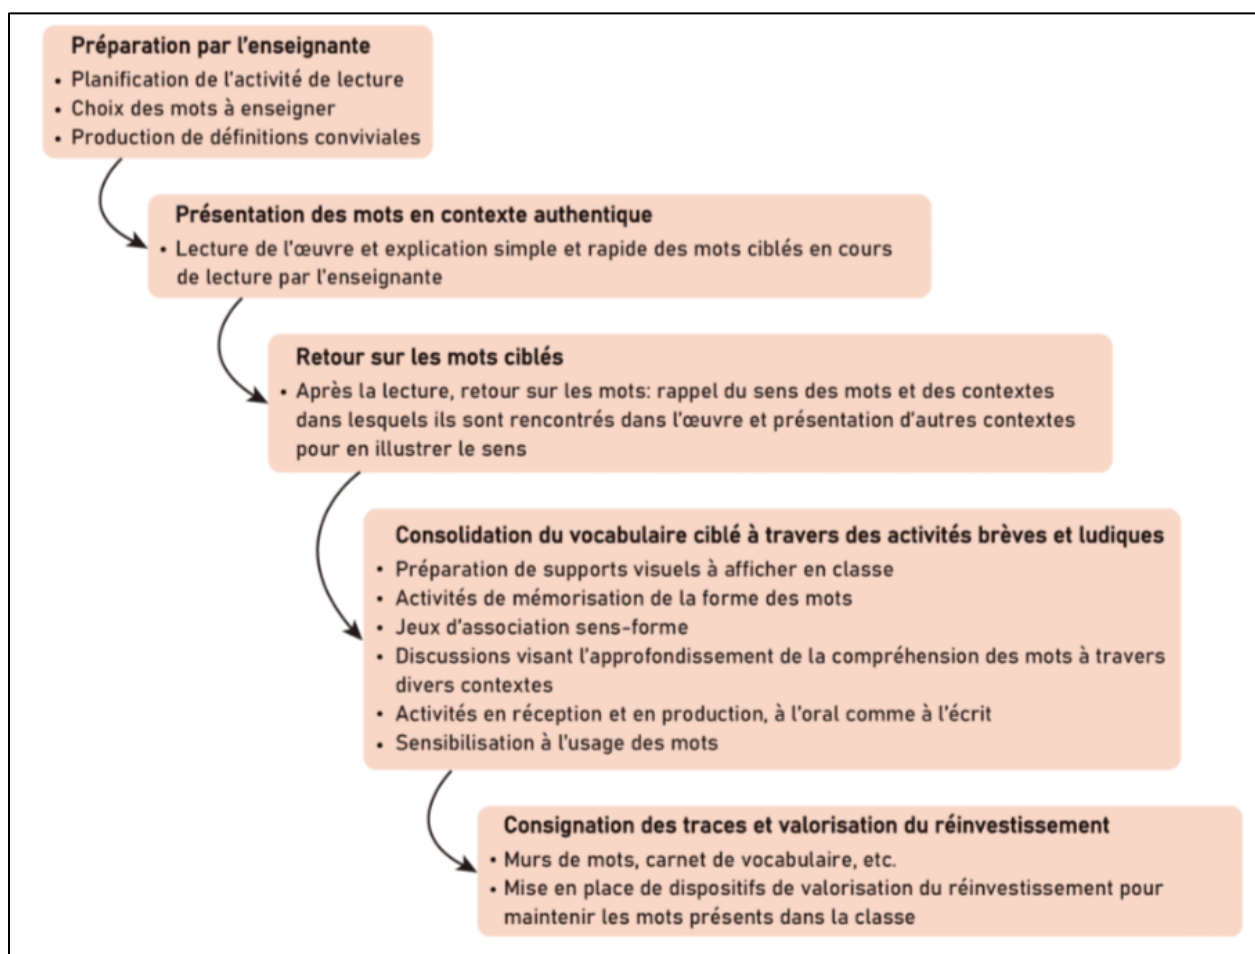 Préparation par l'enseignante
• Planification de l'activité de lecture
• Choix des mots à enseigner
• Production de définitions conviviales
Présentation des mots en contexte authentique
• Lecture de l'œuvre et explication simple et rapide des mots ciblés en cours
de lecture par l'enseignante
Retour sur les mots ciblés
• Après la lecture, retour sur les mots: rappel du sens des mots et des contextes
dans lesquels ils sont rencontrés dans l'œuvre et présentation d'autres contextes
pour en illustrer le sens
Consolidation du vocabulaire ciblé à travers des activités brèves et ludiques
• Préparation de supports visuels à afficher en classe
• Activités de mémorisation de la forme des mots
• Jeux d'association sens-forme
• Discussions visant l'approfondissement de la compréhension des mots à travers
divers contextes
• Activités en réception et en production, à l'oral comme à l'écrit
• Sensibilisation à l'usage des mots
Consignation des traces et valorisation du réinvestissement
• Murs de mots, carnet de vocabulaire, etc.
• Mise en place de dispositifs de valorisation du réinvestissement pour
maintenir les mots présents dans la classe